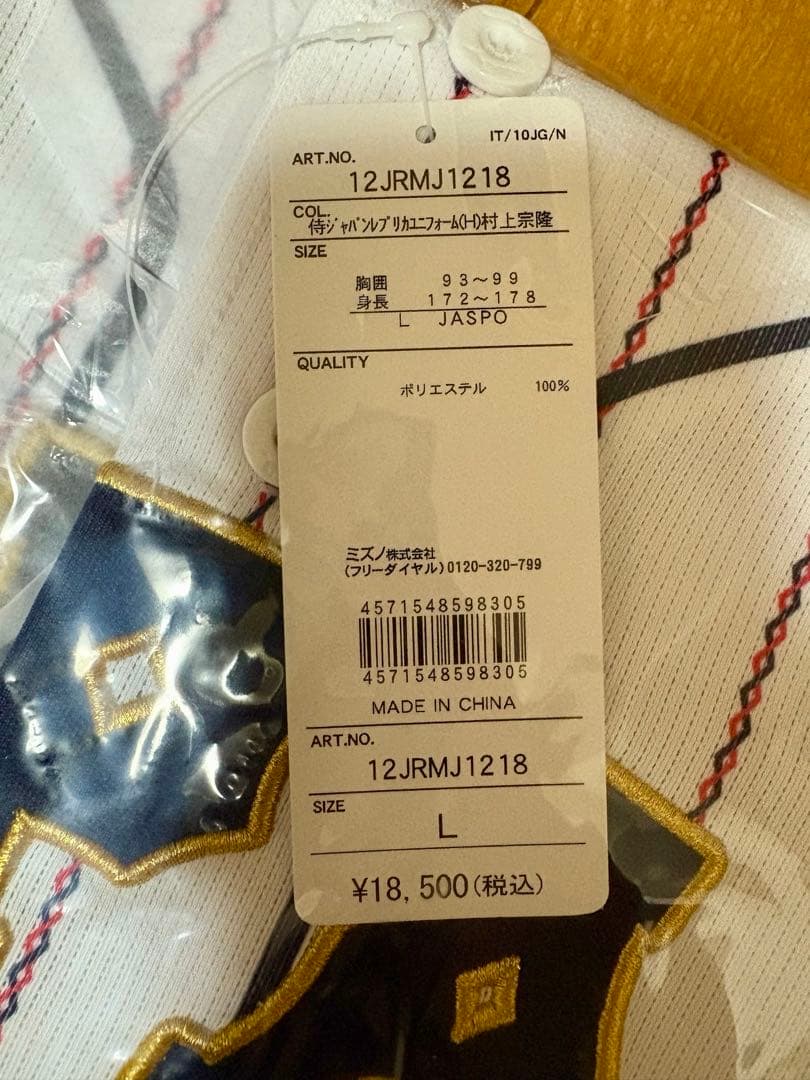 IT/10JG/N
ART.NO.
12JRMJ1218
COL.
侍ｼﾞｬﾊﾟﾝﾚﾌﾟﾘｶﾕﾆﾌｫｰﾑ(H)村上宗隆
SIZE
胸囲 93～99
身長 172～178
L JASPO
QUALITY
ポリエステル 100%
ミズノ株式会社
(フリーダイヤル)0120-320-799
4571548598305
4571548598305
MADE IN CHINA
ART.NO.
12JRMJ1218
SIZE
L
¥18,500(税込)